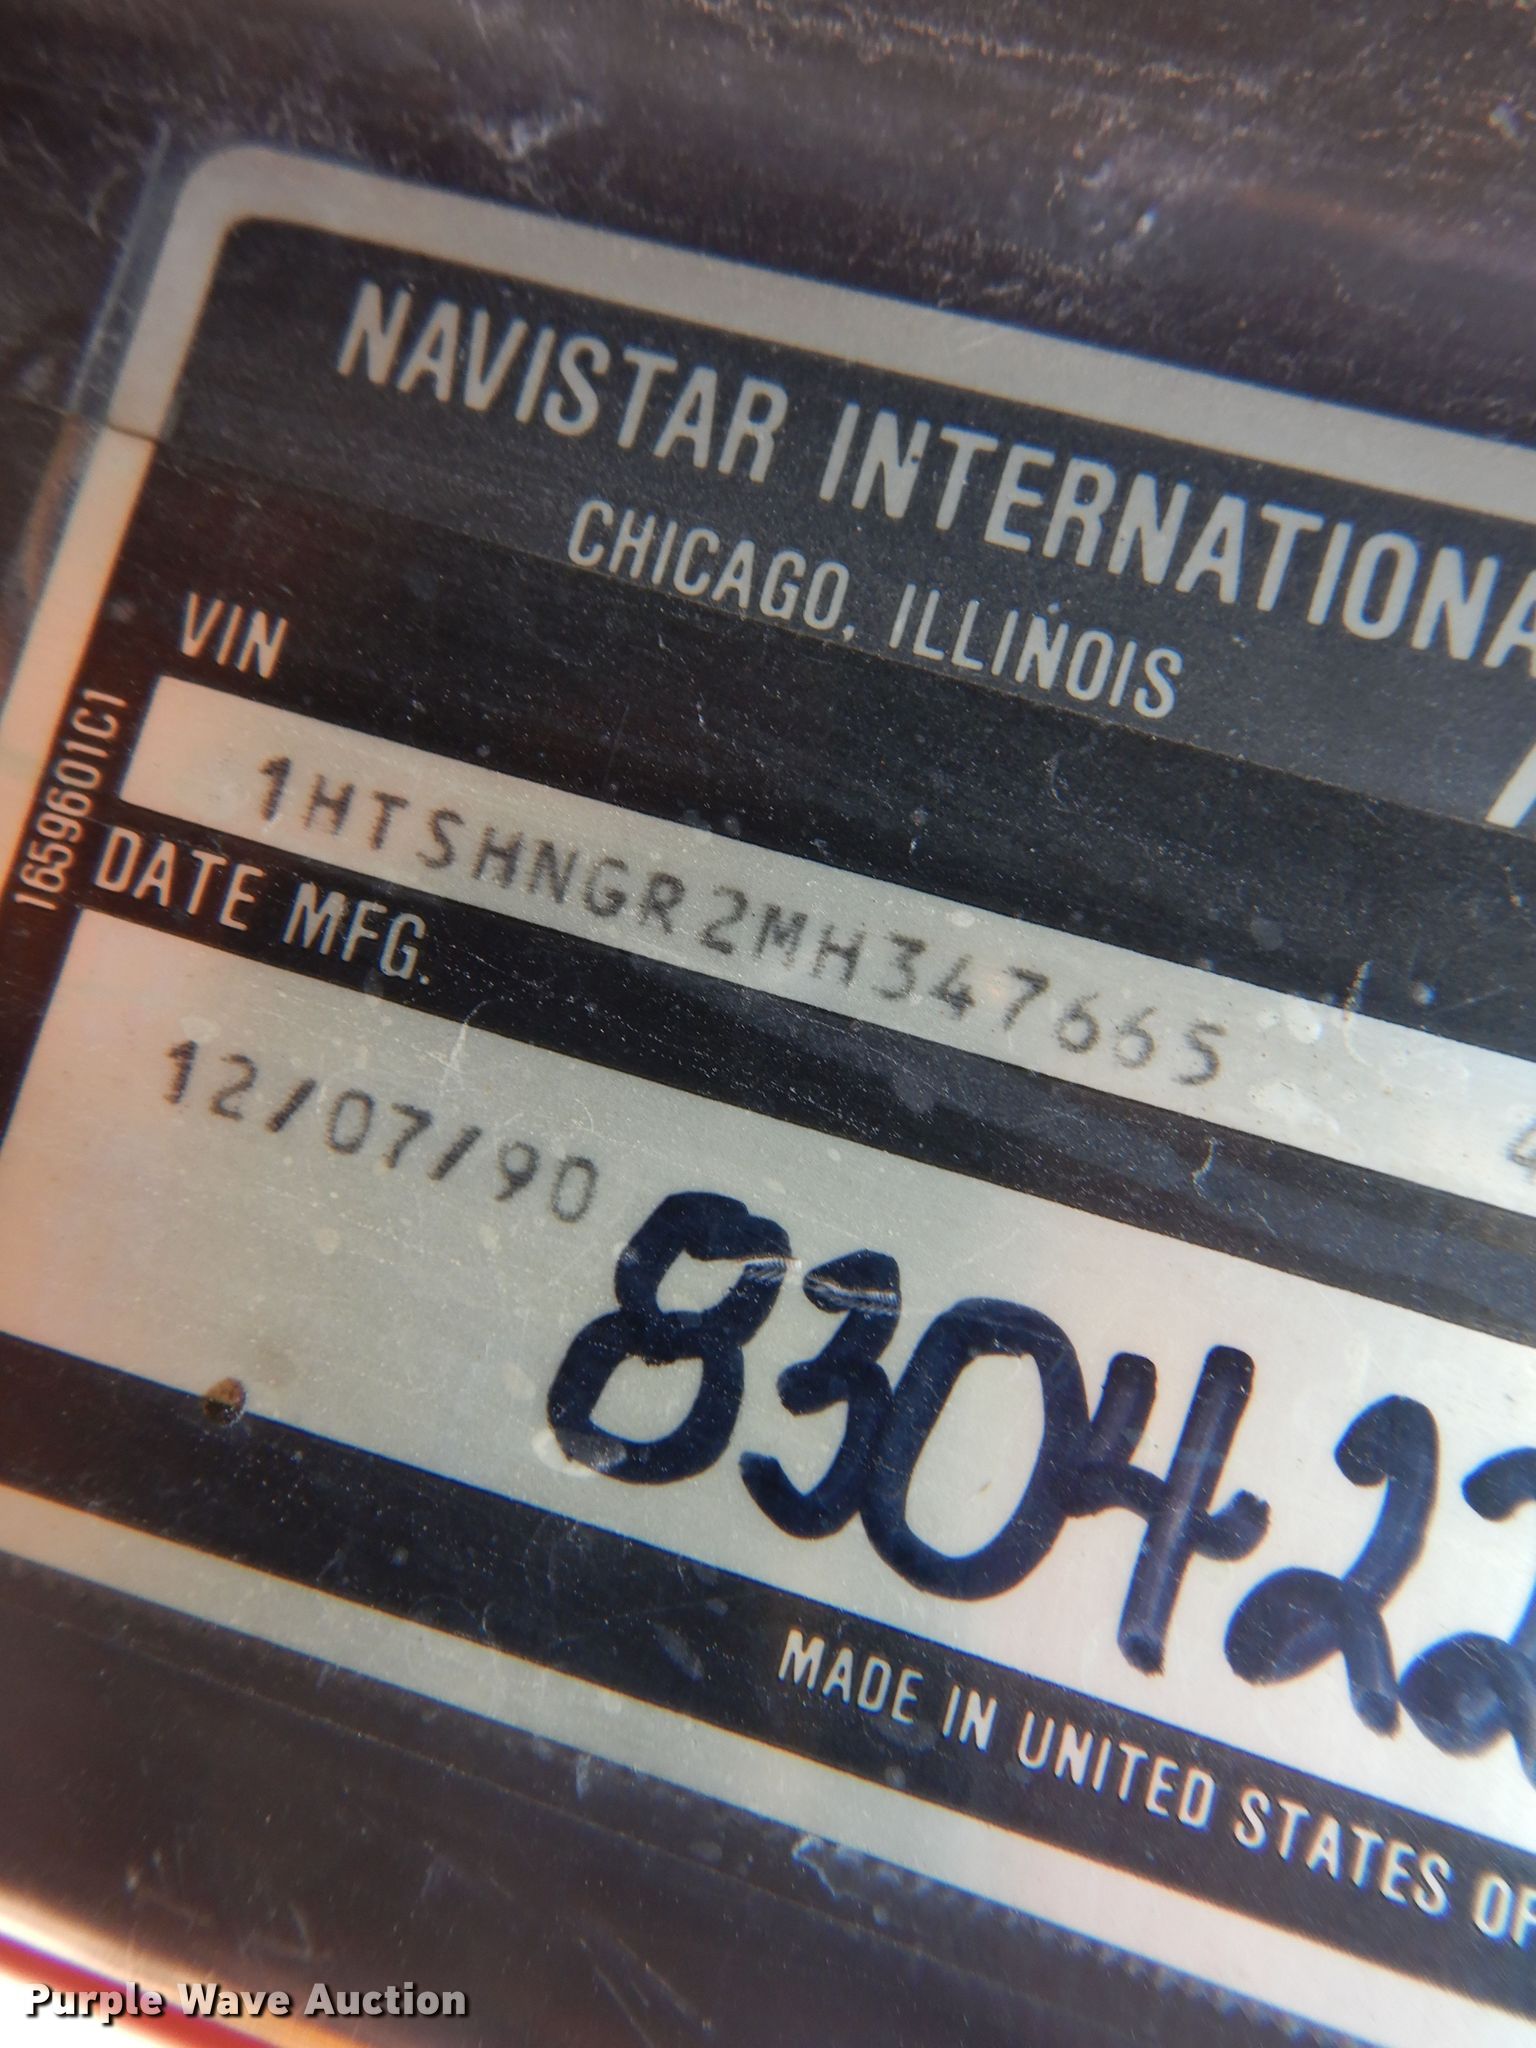 NAVISTAR INTERNATIONA
CHICAGO, ILLINOIS
VIN
1HTSHNGR2MH347665
1659601C1
DATE MFG.
12/07/90
830422
MADE IN UNITED STATES OF
Purple Wave Auction